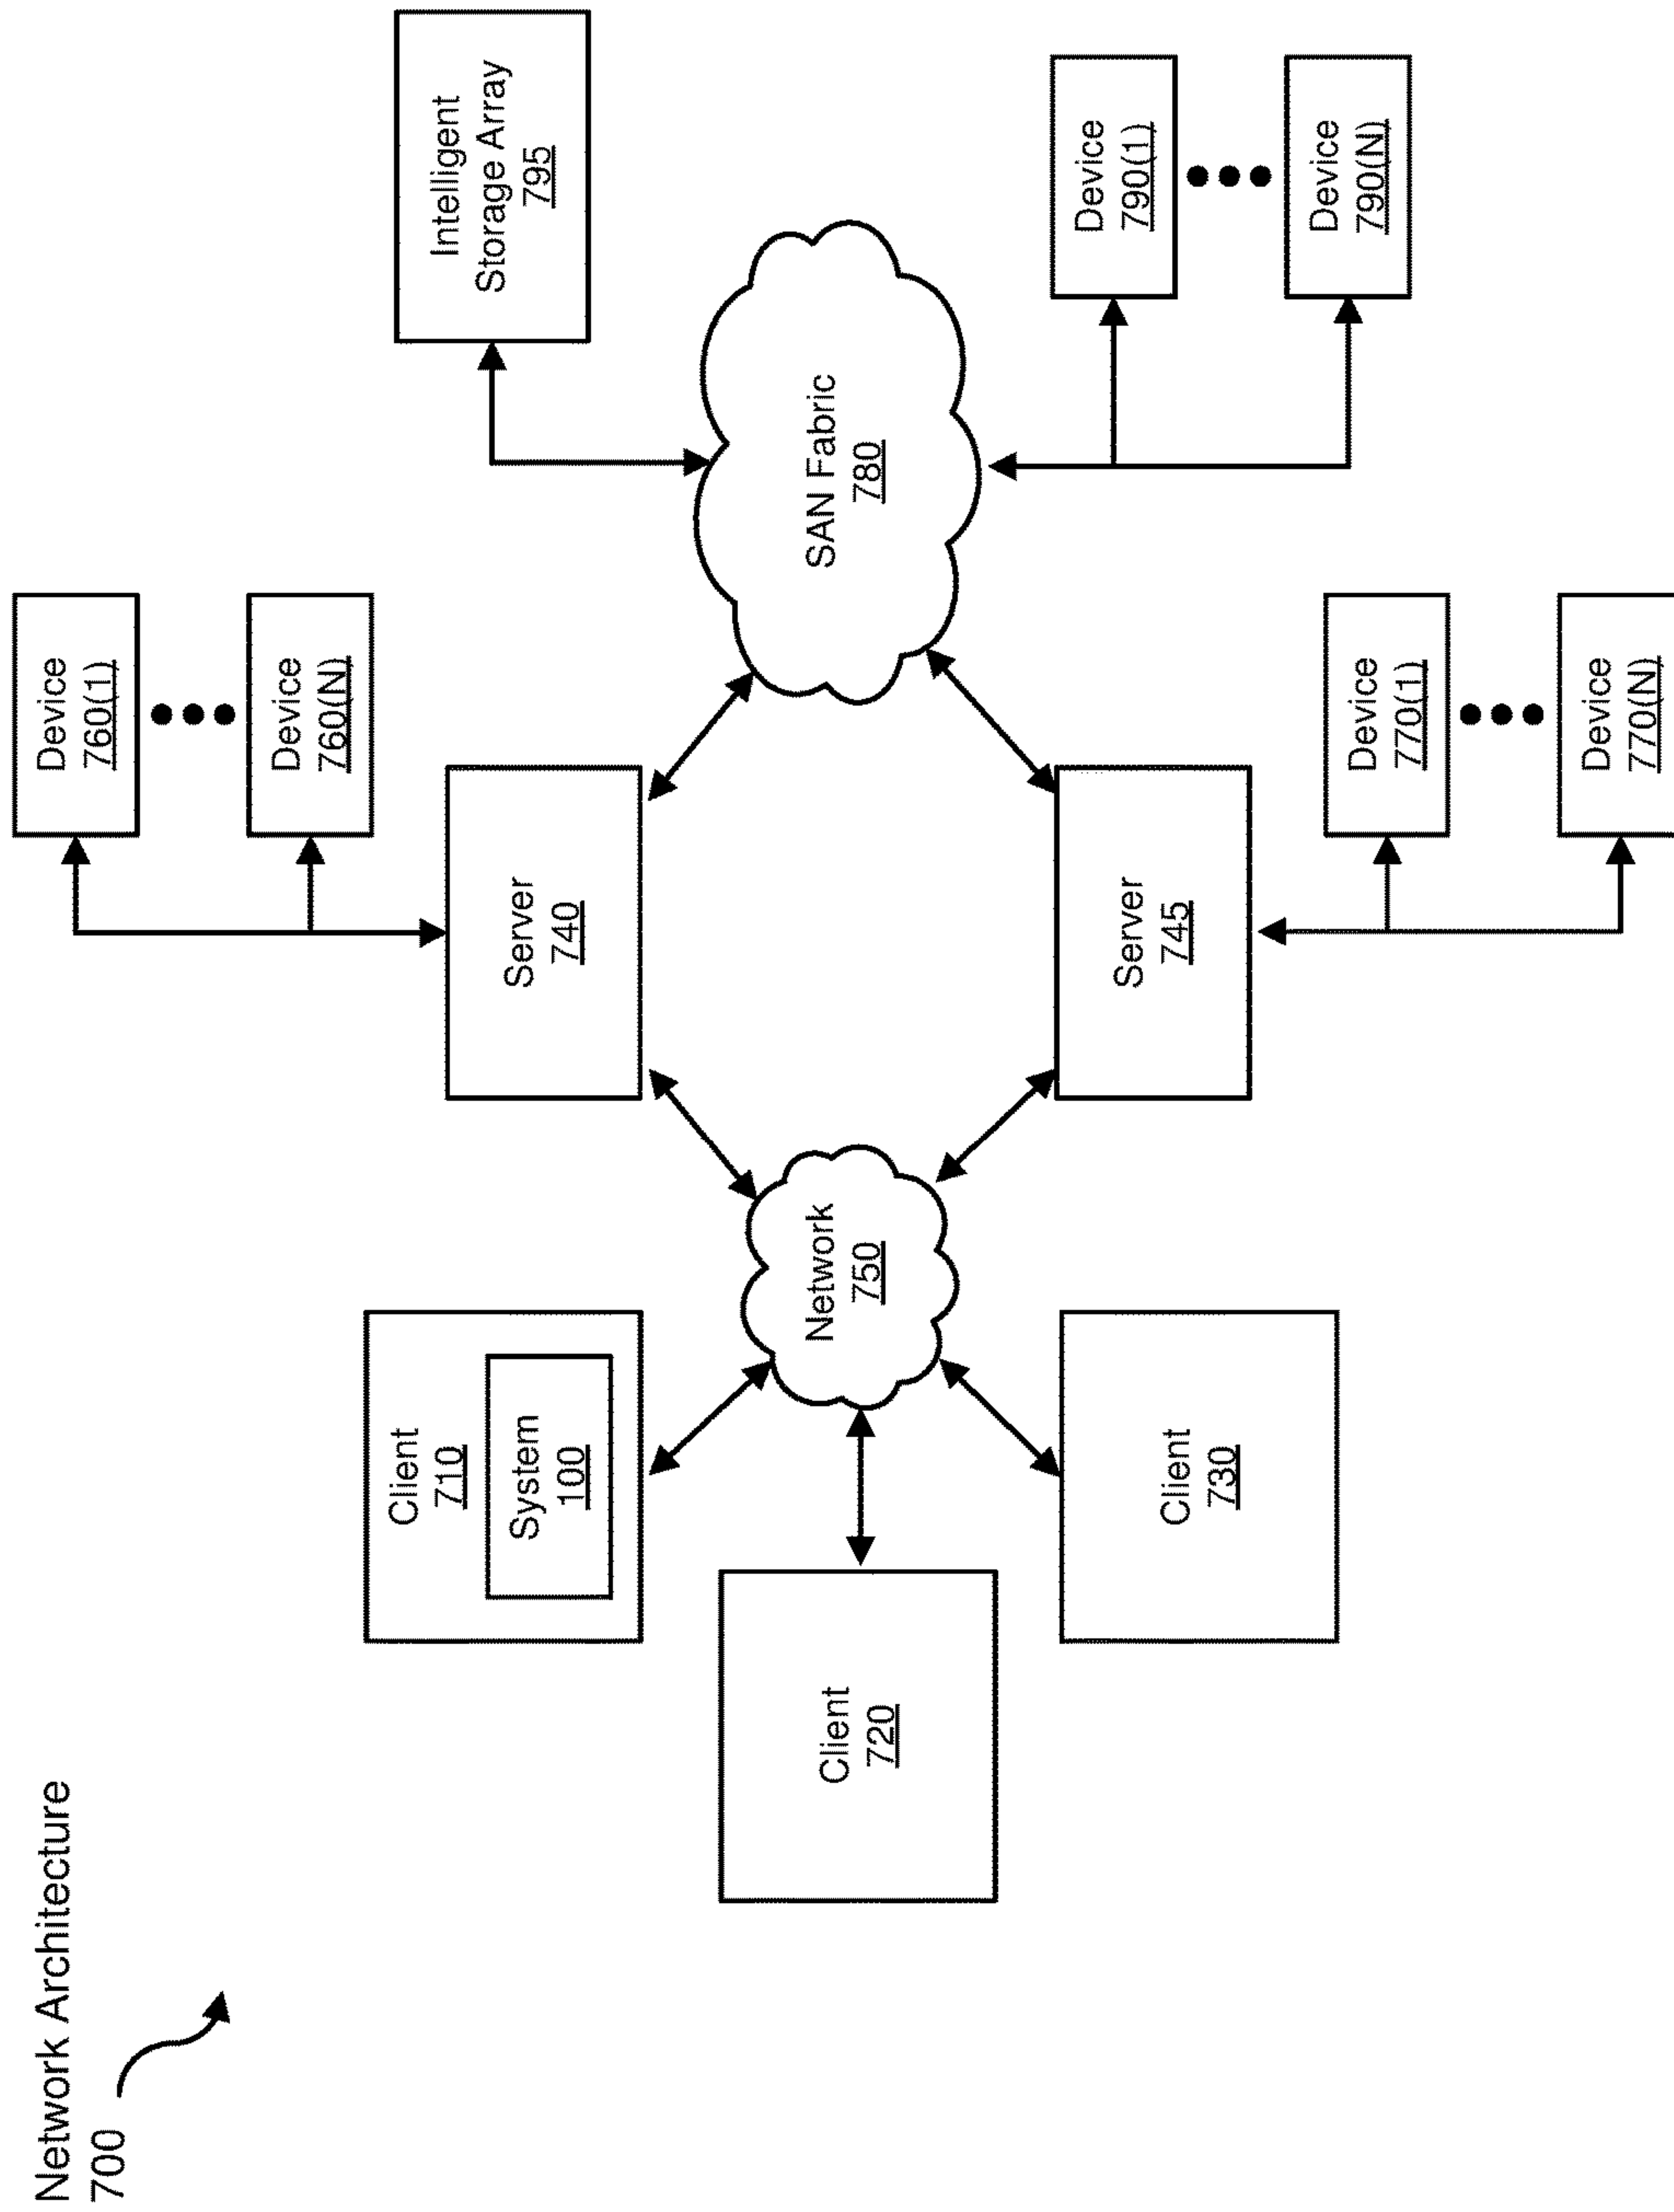 Network Architecture
700
Client
710
System
100
Client
720
Client
730
Network
750
Server
740
Server
745
Device
760(1)
Device
760(N)
Device
770(1)
Device
770(N)
SAN Fabric
780
Intelligent
Storage Array
795
Device
790(1)
Device
790(N)